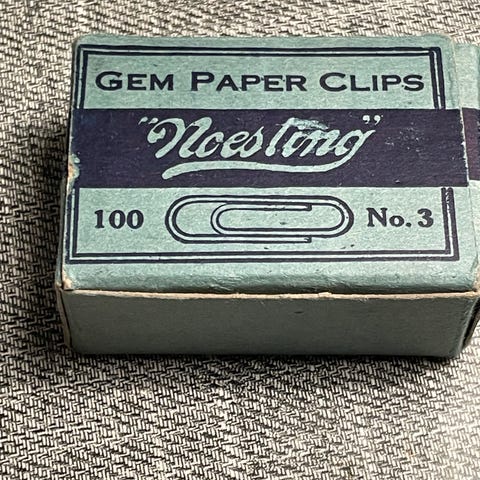 GEM PAPER CLIPS
"Noesting"
100 No. 3